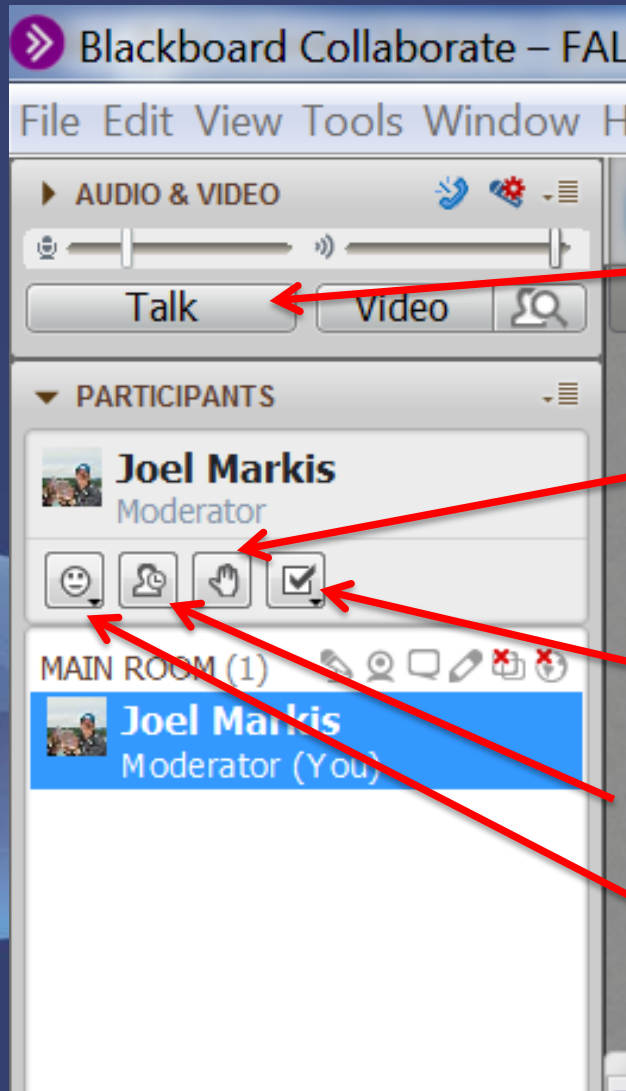 Blackboard Collaborate – FAL
File Edit View Tools Window H
AUDIO & VIDEO
Talk Video
PARTICIPANTS
Joel Markis
Moderator
MAIN ROOM (1)
Joel Markis
Moderator (You)